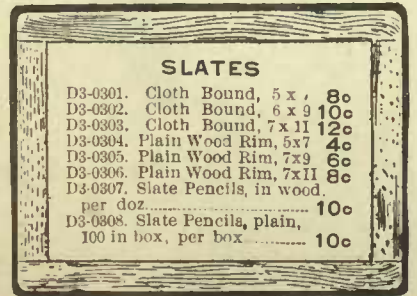 SLATES
D3-0301. Cloth Bound, 5 x 8c
D3-0302. Cloth Bound, 6 x 9 10c
D3-0303. Cloth Bound, 7x11 12c
D3-0304. Plain Wood Rim, 5x7 4c
D3-0305. Plain Wood Rim, 7x9 6c
D3-0306. Plain Wood Rim, 7x11 8c
D3-0307. Slate Pencils, in wood.
per doz. 10c
D3-0308. Slate Pencils, plain,
100 in box, per box 10c